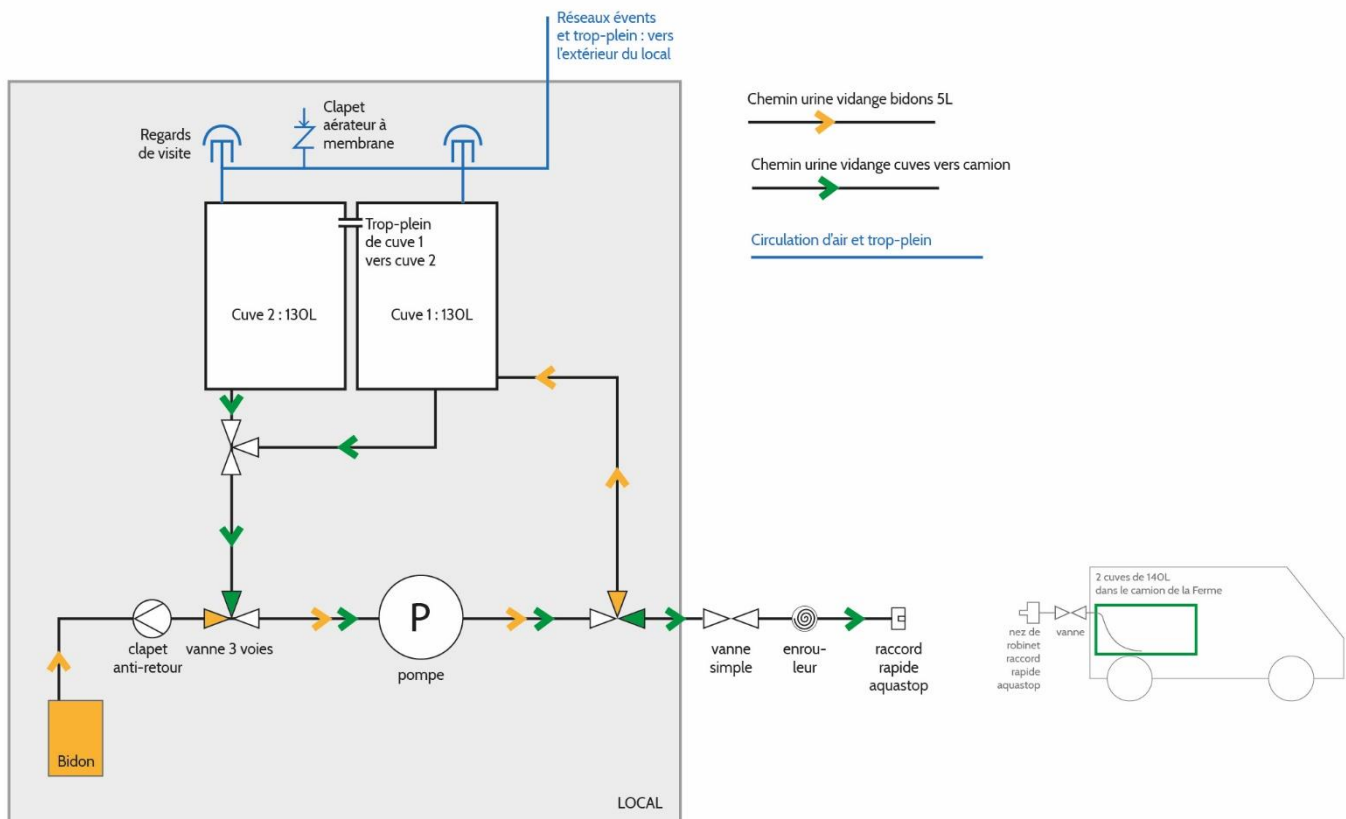 Réseaux évents
et trop-plein : vers
l'extérieur du local
Clapet
aérateur à
membrane
Regards
de visite
Chemin urine vidange bidons 5L
Chemin urine vidange cuves vers camion
Circulation d'air et trop-plein
Trop-plein
de cuve 1
vers cuve 2
Cuve 2 : 130L
Cuve 1 : 130L
P
clapet
anti-retour
vanne 3 voies
pompe
vanne
simple
enrou-
leur
raccord
rapide
aquastop
nez de
robinet
raccord
rapide
aquastop
vanne
2 cuves de 140L
dans le camion de la Ferme
Bidon
LOCAL